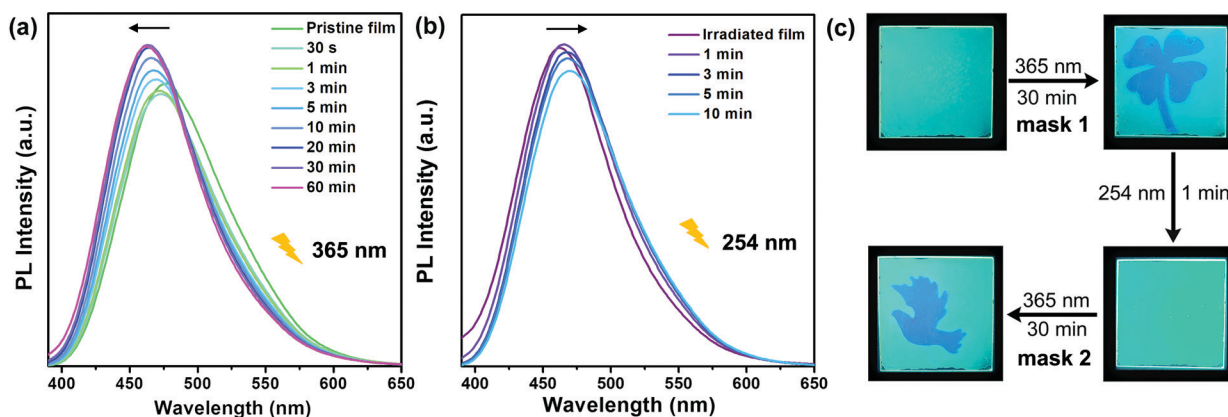 (a)
PL Intensity (a.u.)
Pristine film
30 s
1 min
3 min
5 min
10 min
20 min
30 min
60 min
365 nm
400 450 500 550 600 650
Wavelength (nm)
(b)
PL Intensity (a.u.)
Irradiated film
1 min
3 min
5 min
10 min
254 nm
400 450 500 550 600 650
Wavelength (nm)
(c)
365 nm
30 min
mask 1
254 nm 1 min
365 nm
30 min
mask 2